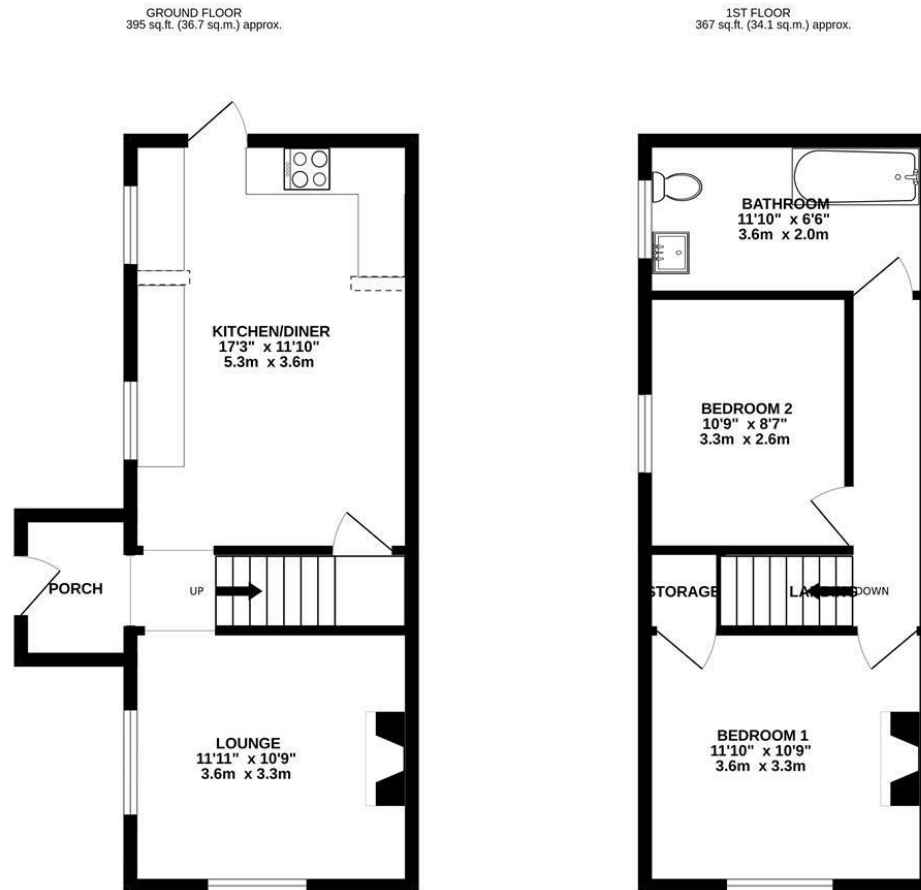 GROUND FLOOR
395 sq.ft. (36.7 sq.m.) approx.
1ST FLOOR
367 sq.ft. (34.1 sq.m.) approx.
KITCHEN/DINER
17'3" x 11'10"
5.3m x 3.6m
PORCH
UP
LOUNGE
11'11" x 10'9"
3.6m x 3.3m
BATHROOM
11'10" x 6'6"
3.6m x 2.0m
BEDROOM 2
10'9" x 8'7"
3.3m x 2.6m
STORAGE
DOWN
BEDROOM 1
11'10" x 10'9"
3.6m x 3.3m